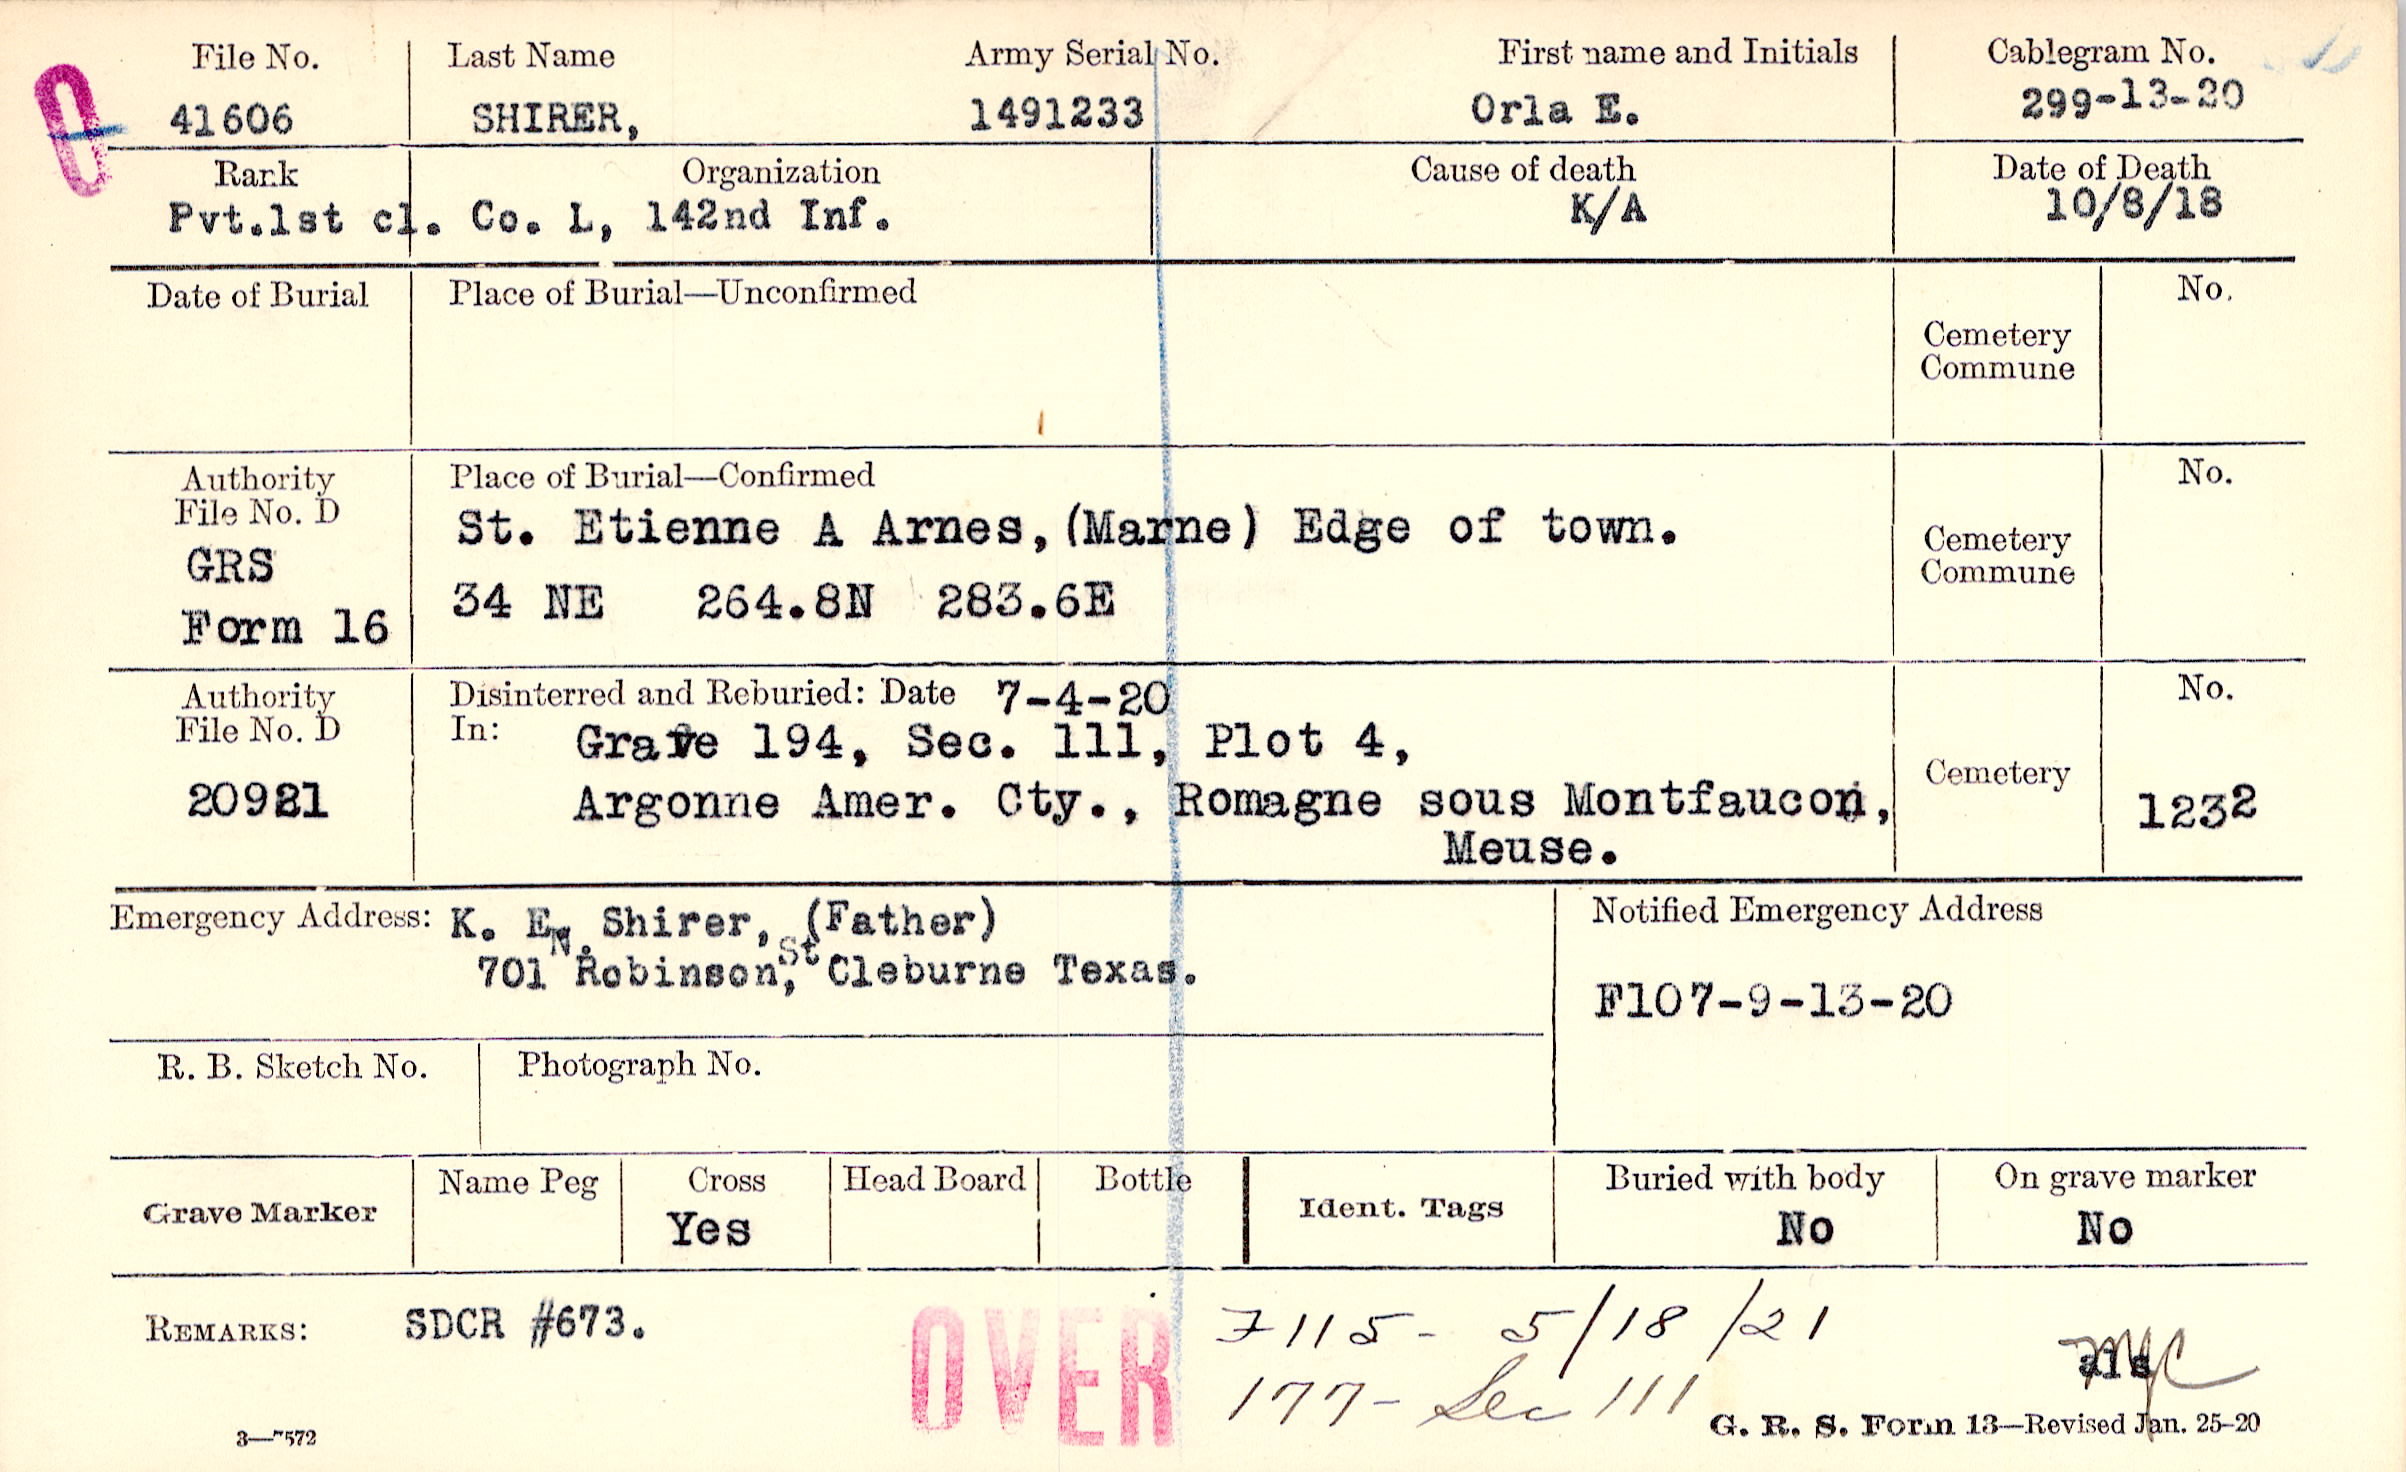 File No. Last Name Army Serial No. First name and Initials Cablegram No.
41606 SHIRER, 1491233 Orla E. 299-13-20
Rank Organization Cause of death Date of Death
Pvt.1st cl. Co. L, 142nd Inf. K/A 10/8/18
Date of Burial Place of Burial—Unconfirmed No.
Cemetery
Commune
Authority Place of Burial—Confirmed No.
File No. D St. Etienne A Arnes, (Marne) Edge of town.
GRS Cemetery
Commune
Form 16 34 NE 264.8N 283.6E
Authority Disinterred and Reburied: Date 7-4-20 No.
File No. D In: Grave 194, Sec. 111, Plot 4,
Cemetery
20921 Argonne Amer. Cty., Romagne sous Montfaucon, 1232
Meuse.
Emergency Address: K. E. Shirer, (Father) Notified Emergency Address
701 N. Robinson, St Cleburne Texas.
F107-9-13-20
R. B. Sketch No. Photograph No.
Grave Marker Name Peg Cross Head Board Bottle Ident. Tags Buried with body On grave marker
Yes No No
REMARKS: SDCR #673. 7115- 5/18/21
OVER 177- Sec 111 als
3—7572 G. R. S. Form 13—Revised Jan. 25-20